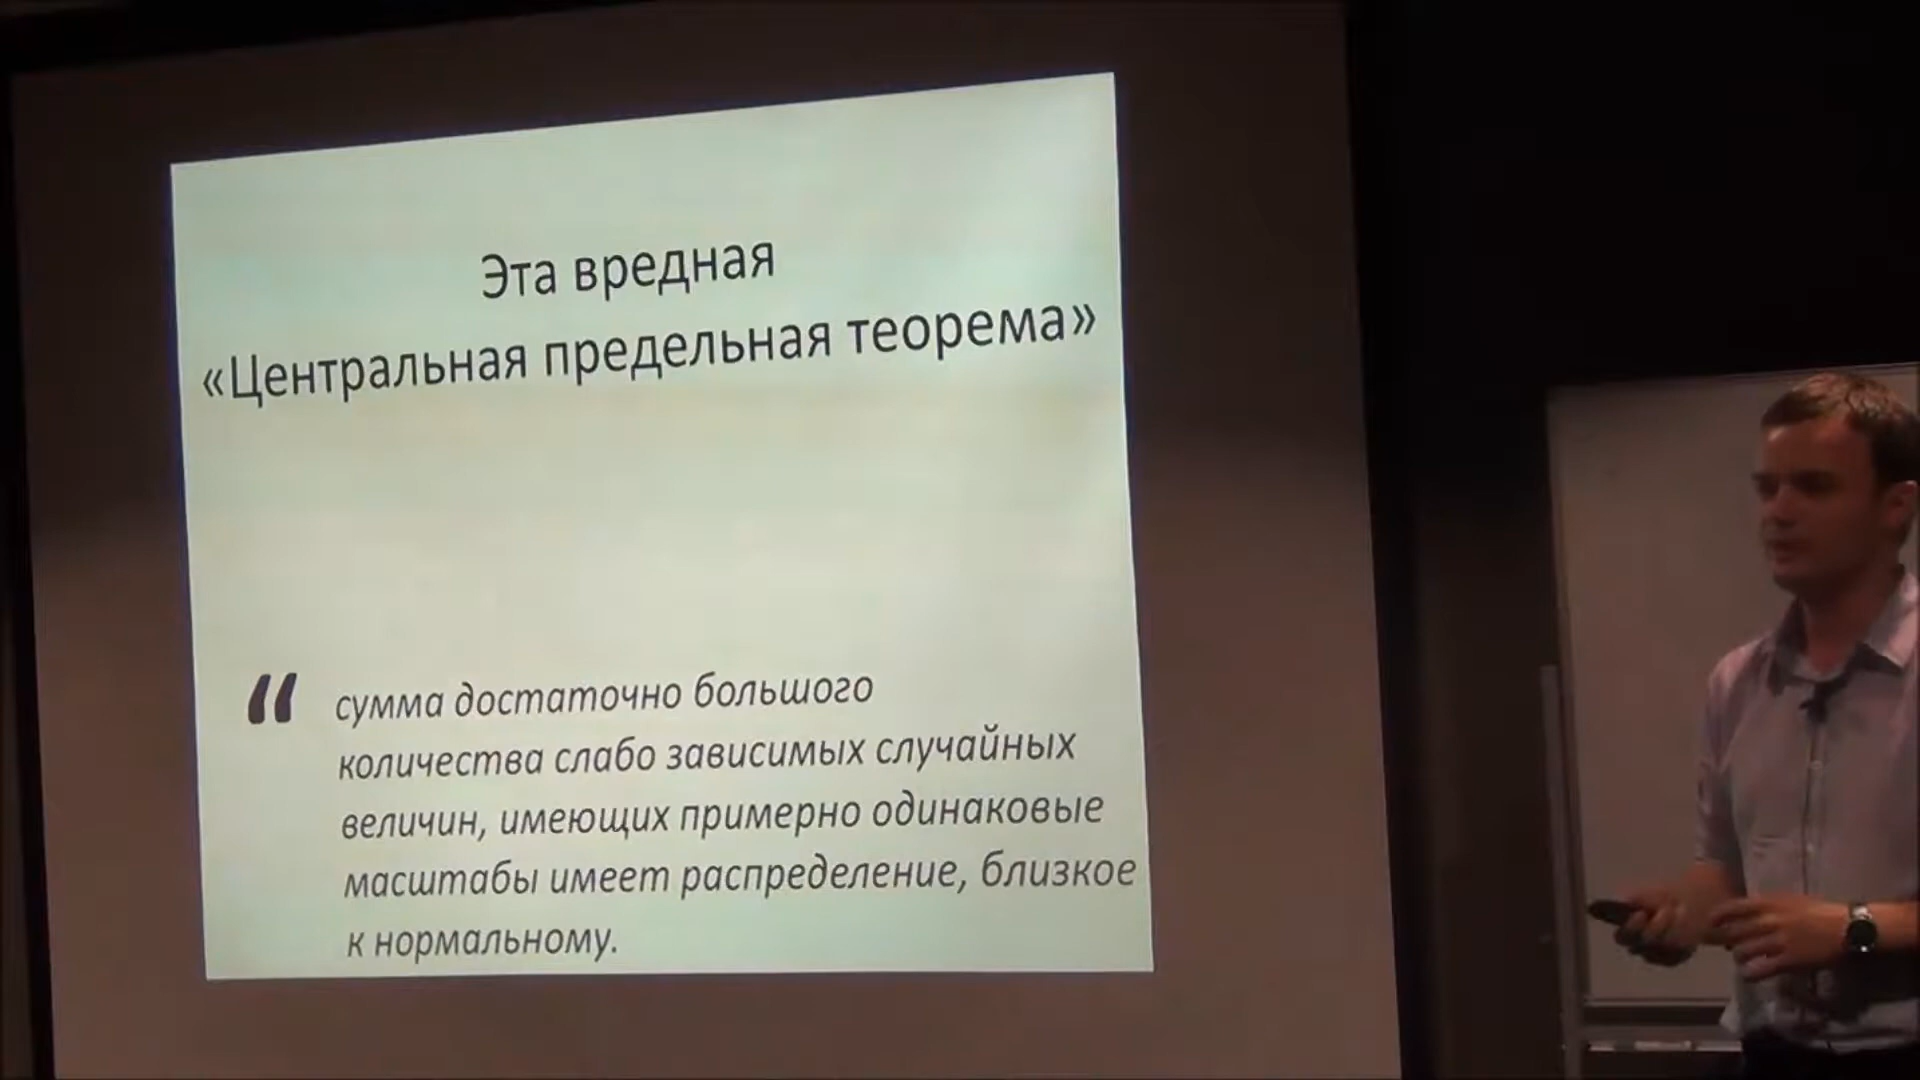 Эта вредная
«Центральная предельная теорема»
“ сумма достаточно большого
количества слабо зависимых случайных
величин, имеющих примерно одинаковые
масштабы имеет распределение, близкое
к нормальному.